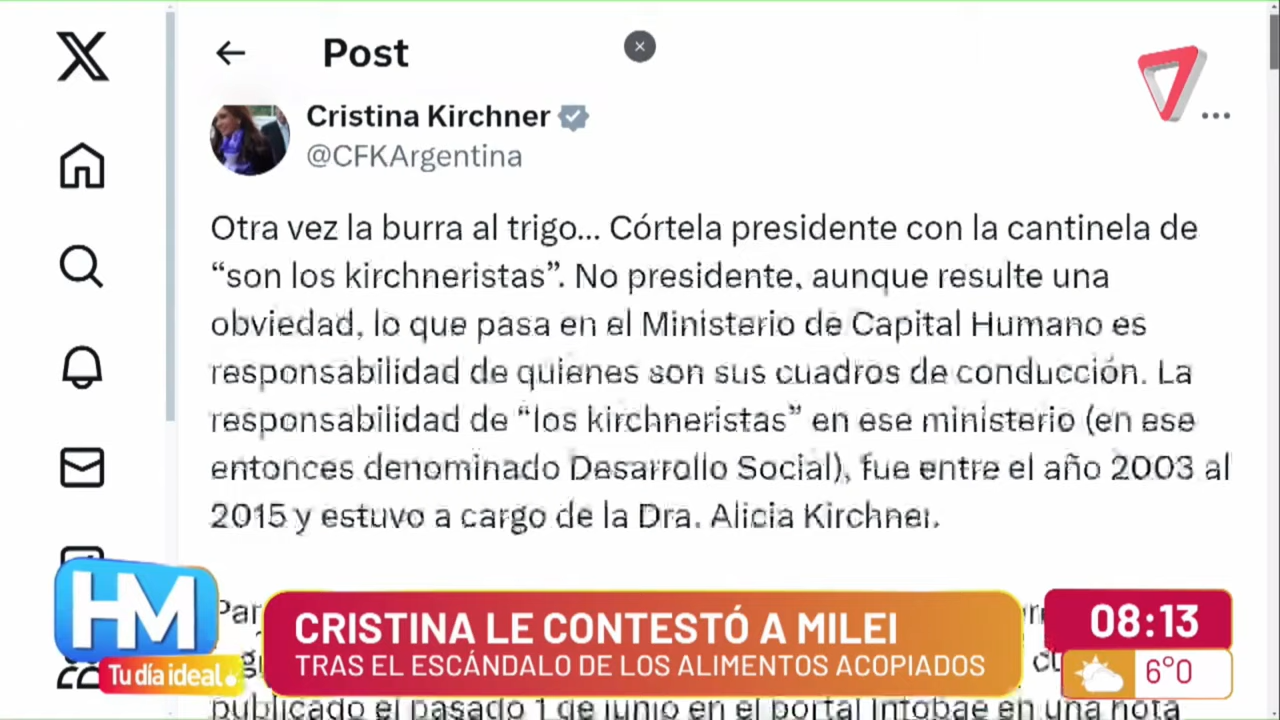 Post
Cristina Kirchner
@CFKArgentina
Otra vez la burra al trigo... Córtela presidente con la cantinela de
“son los kirchneristas”. No presidente, aunque resulte una
obviedad, lo que pasa en el Ministerio de Capital Humano es
responsabilidad de quienes son sus cuadros de conducción. La
responsabilidad de “los kirchneristas” en ese ministerio (en ese
entonces denominado Desarrollo Social), fue entre el año 2003 al
2015 y estuvo a cargo de la Dra. Alicia Kirchner.
publicado el pasado 1 de junio en el portal Infobae en una nota
HM
Tu día ideal.
CRISTINA LE CONTESTÓ A MILEI
TRAS EL ESCÁNDALO DE LOS ALIMENTOS ACOPIADOS
08:13
6°0